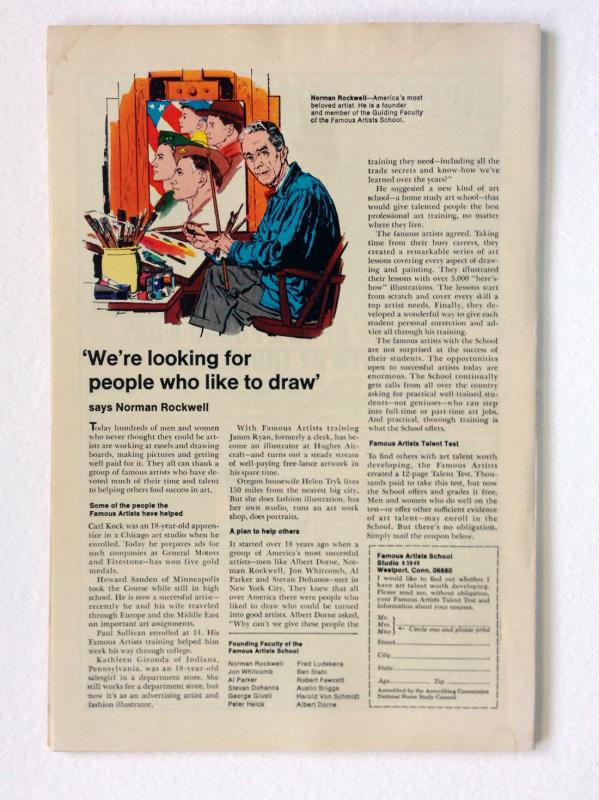 Norman Rockwell—America's most
beloved artist. He is a founder
and member of the Guiding Faculty
of the Famous Artists School.
'We're looking for
people who like to draw'
says Norman Rockwell
Today hundreds of men and women
who never thought they could be art-
ists are working at easels and drawing
boards, making pictures and getting
well paid for it. They all can thank a
group of famous artists who have de-
voted much of their time and talent
to helping others find success in art.
Some of the people the
Famous Artists have helped
Carl Kock was an 18-year-old appren-
tice in a Chicago art studio when he
enrolled. Today he prepares ads for
such companies as General Motors
and Firestone—has won five gold
medals.
Howard Sanden of Minneapolis
took the Course while still in high
school. He is now a successful artist—
recently he and his wife traveled
through Europe and the Middle East
on important art assignments.
Paul Sullivan enrolled at 14. His
Famous Artists training helped him
work his way through college.
Kathleen Gironda of Indiana,
Pennsylvania, was an 18-year-old
salesgirl in a department store. She
still works for a department store, but
now it's as an advertising artist and
fashion illustrator.
With Famous Artists training
James Ryan, formerly a clerk, has be-
come an illustrator at Hughes Air-
craft—and turns out a steady stream
of well-paying free-lance artwork in
his spare time.
Oregon housewife Helen Tryk lives
150 miles from the nearest big city.
But she does fashion illustration, has
her own studio, runs an art work
shop, does portraits.
A plan to help others
It started over 18 years ago when a
group of America's most successful
artists—men like Albert Dorne, Nor-
man Rockwell, Jon Whitcomb, Al
Parker and Stevan Dohanos—met in
New York City. They knew that all
over America there were people who
liked to draw who could be turned
into good artists. Albert Dorne asked,
"Why can't we give these people the
Founding Faculty of the
Famous Artists School
Norman Rockwell
Jon Whitcomb
Al Parker
Stevan Dohanos
George Giusti
Peter Helck
Fred Ludekens
Ben Stahl
Robert Fawcett
Austin Briggs
Harold Von Schmidt
Albert Dorne
training they need—including all the
trade secrets and know-how we've
learned over the years?"
He suggested a new kind of art
school—a home study art school—that
would give talented people the best
professional art training, no matter
where they live.
The famous artists agreed. Taking
time from their busy careers, they
created a remarkable series of art
lessons covering every aspect of draw-
ing and painting. They illustrated
their lessons with over 5,000 "here's-
how" illustrations. The lessons start
from scratch and cover every skill a
top artist needs. Finally, they de-
veloped a wonderful way to give each
student personal correction and ad-
vice all through his training.
The famous artists with the School
are not surprised at the success of
their students. The opportunities
open to successful artists today are
enormous. The School continually
gets calls from all over the country
asking for practical well-trained stu-
dents—not geniuses—who can step
into full-time or part-time art jobs.
And practical, thorough training is
what the School offers.
Famous Artists Talent Test
To find others with art talent worth
developing, the Famous Artists
created a 12-page Talent Test. Thou-
sands paid to take this test, but now
the School offers and grades it free.
Men and women who do well on the
test—or offer other sufficient evidence
of art talent—may enroll in the
School. But there's no obligation.
Simply mail the coupon below.
Famous Artists School
Studio
Westport, Conn. 06880
I would like to find out whether I
have art talent worth developing.
Please send me, without obligation,
your Famous Artists Talent Test and
information about your courses.
Mr.
Mrs.
Miss
Circle one and please print
Street
City
State
Age Zip
Accredited by the Accrediting Commission
National Home Study Council